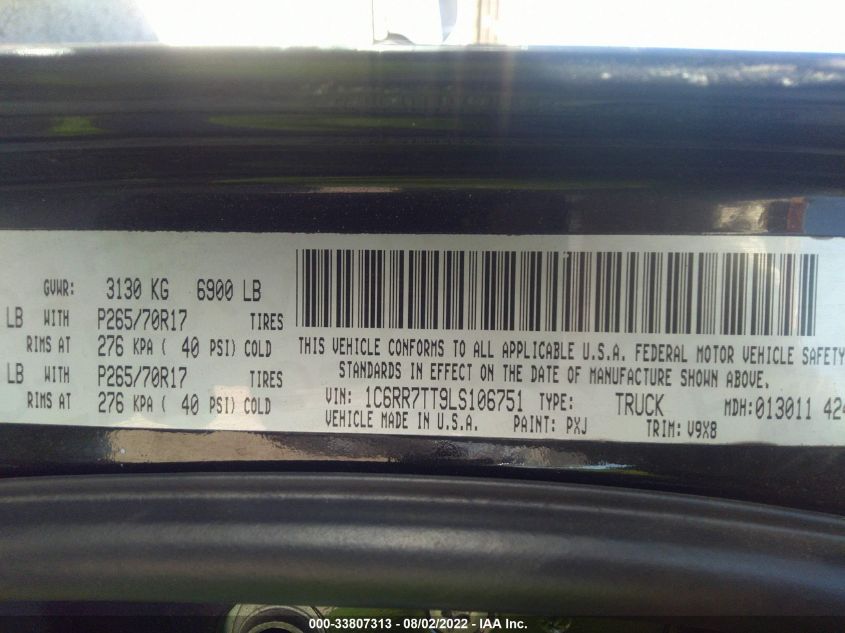 GVWR: 3130 KG 6900 LB
LB WITH P265/70R17 TIRES
RIMS AT 276 KPA ( 40 PSI) COLD
LB WITH P265/70R17 TIRES
RIMS AT 276 KPA ( 40 PSI) COLD
THIS VEHICLE CONFORMS TO ALL APPLICABLE U.S.A. FEDERAL MOTOR VEHICLE SAFETY
STANDARDS IN EFFECT ON THE DATE OF MANUFACTURE SHOWN ABOVE.
VIN: 1C6RR7TT9LS106751 TYPE: TRUCK MDH:013011 424
VEHICLE MADE IN U.S.A. PAINT: PXJ TRIM: V9X8
000-33807313 - 08/02/2022 - IAA Inc.